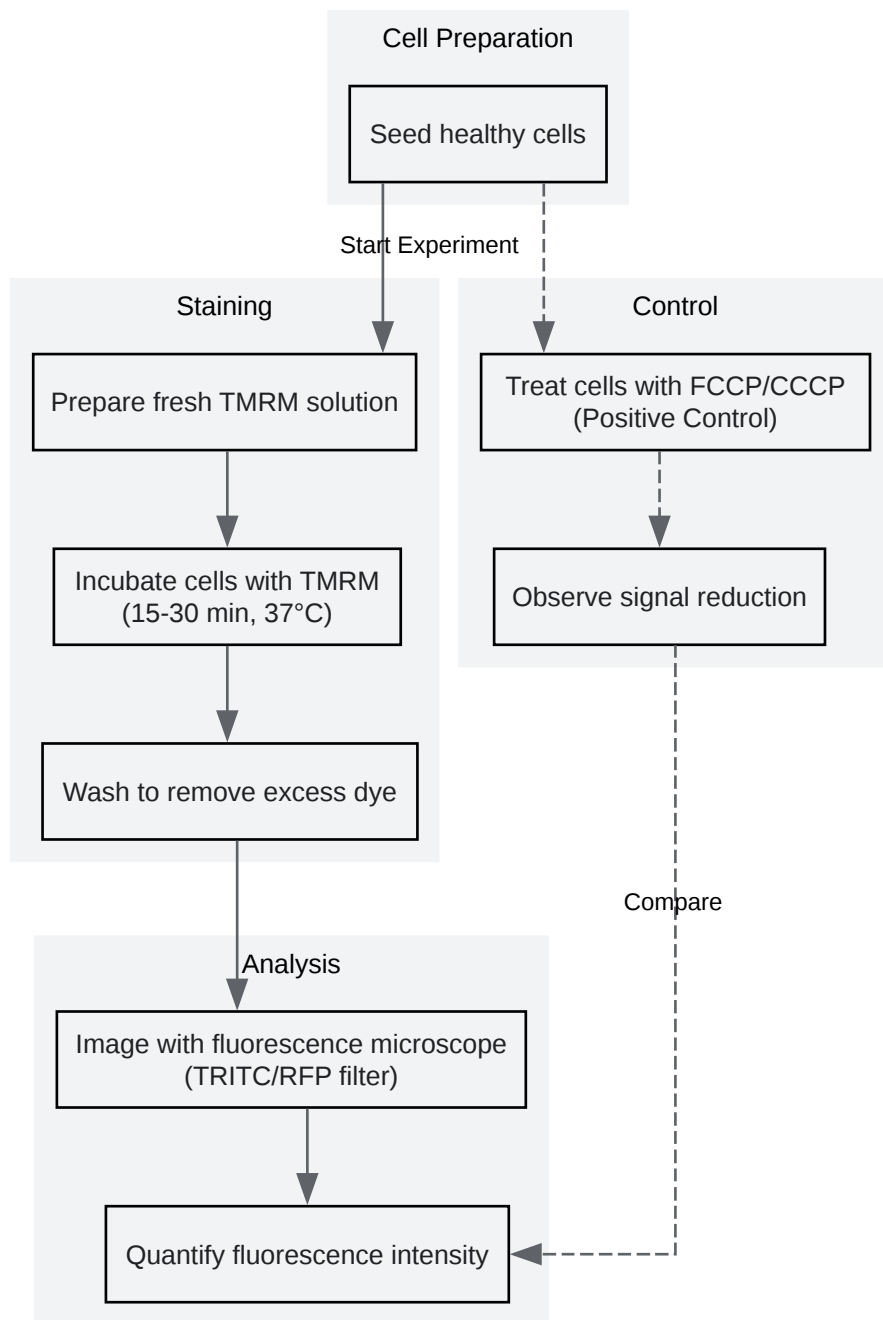 Cell Preparation
Seed healthy cells
Start Experiment
Staining
Prepare fresh TMRM solution
Incubate cells with TMRM
(15-30 min, 37°C)
Wash to remove excess dye
Control
Treat cells with FCCP/CCCP
(Positive Control)
Observe signal reduction
Compare
Analysis
Image with fluorescence microscope
(TRITC/RFP filter)
Quantify fluorescence intensity